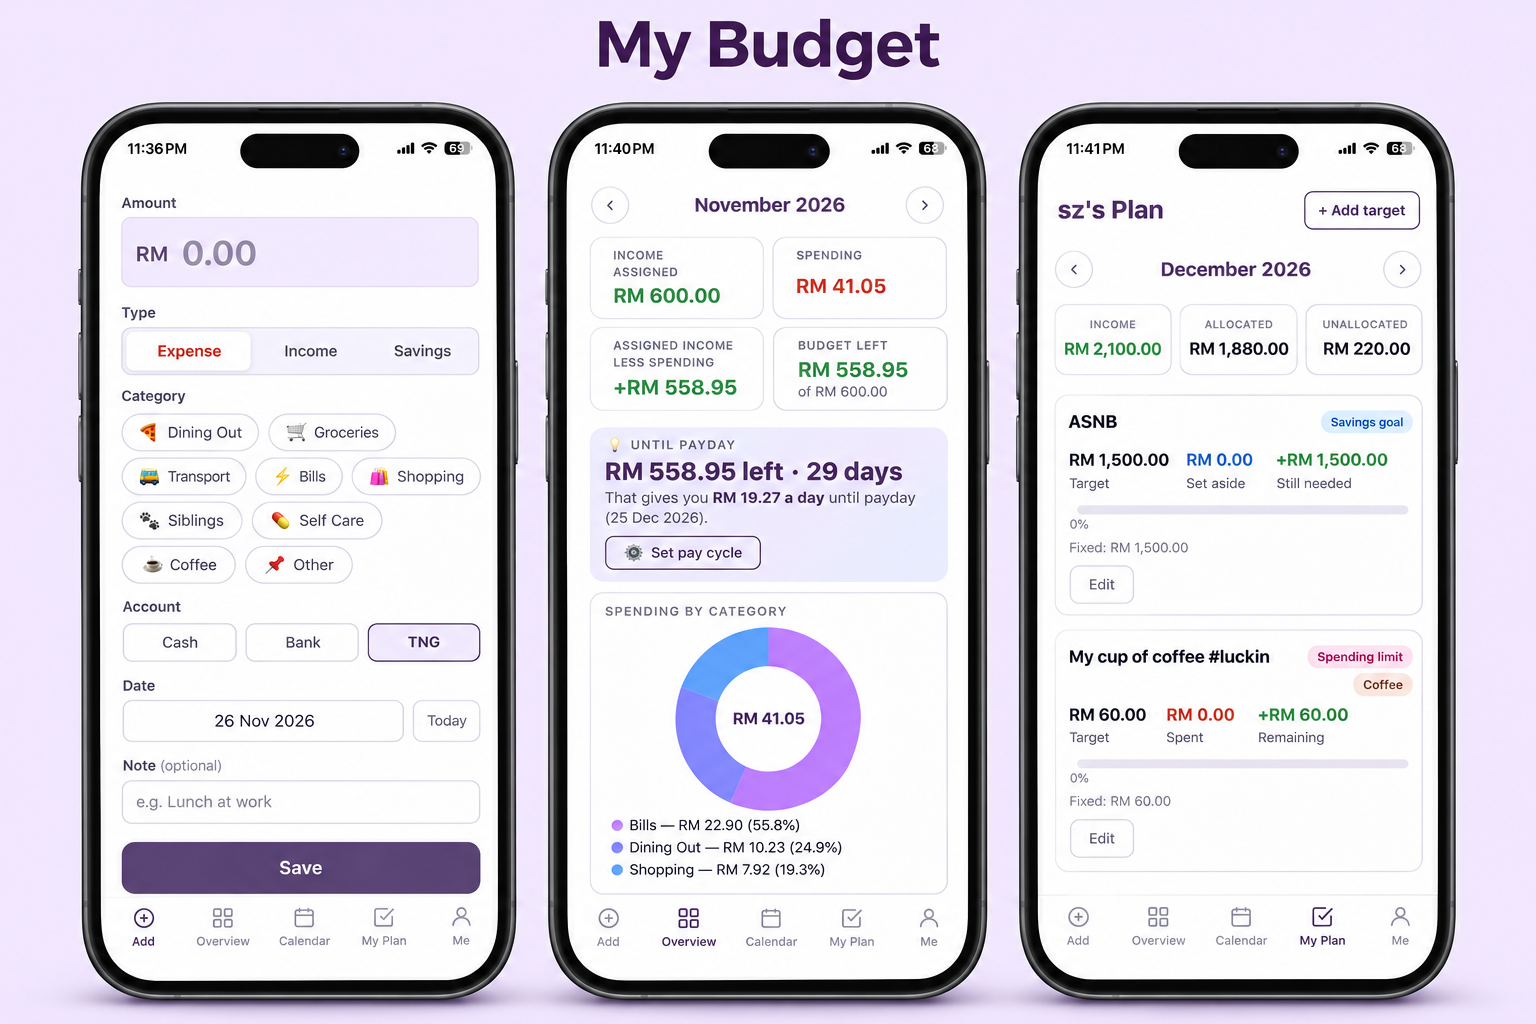 My Budget
11:36 PM
69
Amount
RM 0.00
Type
Expense Income Savings
Category
Dining Out Groceries
Transport Bills Shopping
Siblings Self Care
Coffee Other
Account
Cash Bank TNG
Date
26 Nov 2026 Today
Note (optional)
e.g. Lunch at work
Save
Add Overview Calendar My Plan Me
11:40 PM
68
November 2026
INCOME
ASSIGNED
RM 600.00
SPENDING
RM 41.05
ASSIGNED INCOME
LESS SPENDING
+RM 558.95
BUDGET LEFT
RM 558.95
of RM 600.00
UNTIL PAYDAY
RM 558.95 left · 29 days
That gives you RM 19.27 a day until payday
(25 Dec 2026).
Set pay cycle
SPENDING BY CATEGORY
RM 41.05
Bills — RM 22.90 (55.8%)
Dining Out — RM 10.23 (24.9%)
Shopping — RM 7.92 (19.3%)
Add Overview Calendar My Plan Me
11:41 PM
68
sz's Plan
+ Add target
December 2026
INCOME
RM 2,100.00
ALLOCATED
RM 1,880.00
UNALLOCATED
RM 220.00
ASNB
Savings goal
RM 1,500.00 RM 0.00 +RM 1,500.00
Target Set aside Still needed
0%
Fixed: RM 1,500.00
Edit
My cup of coffee #luckin
Spending limit
Coffee
RM 60.00 RM 0.00 +RM 60.00
Target Spent Remaining
0%
Fixed: RM 60.00
Edit
Add Overview Calendar My Plan Me